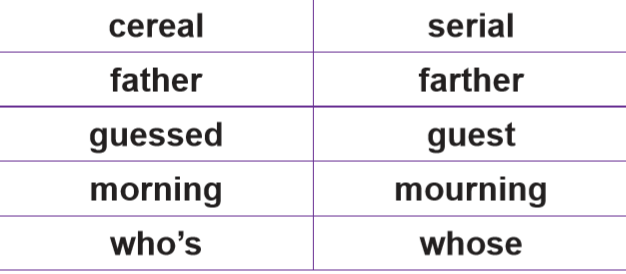 cereal serial
father farther
guessed guest
morning mourning
who’s whose